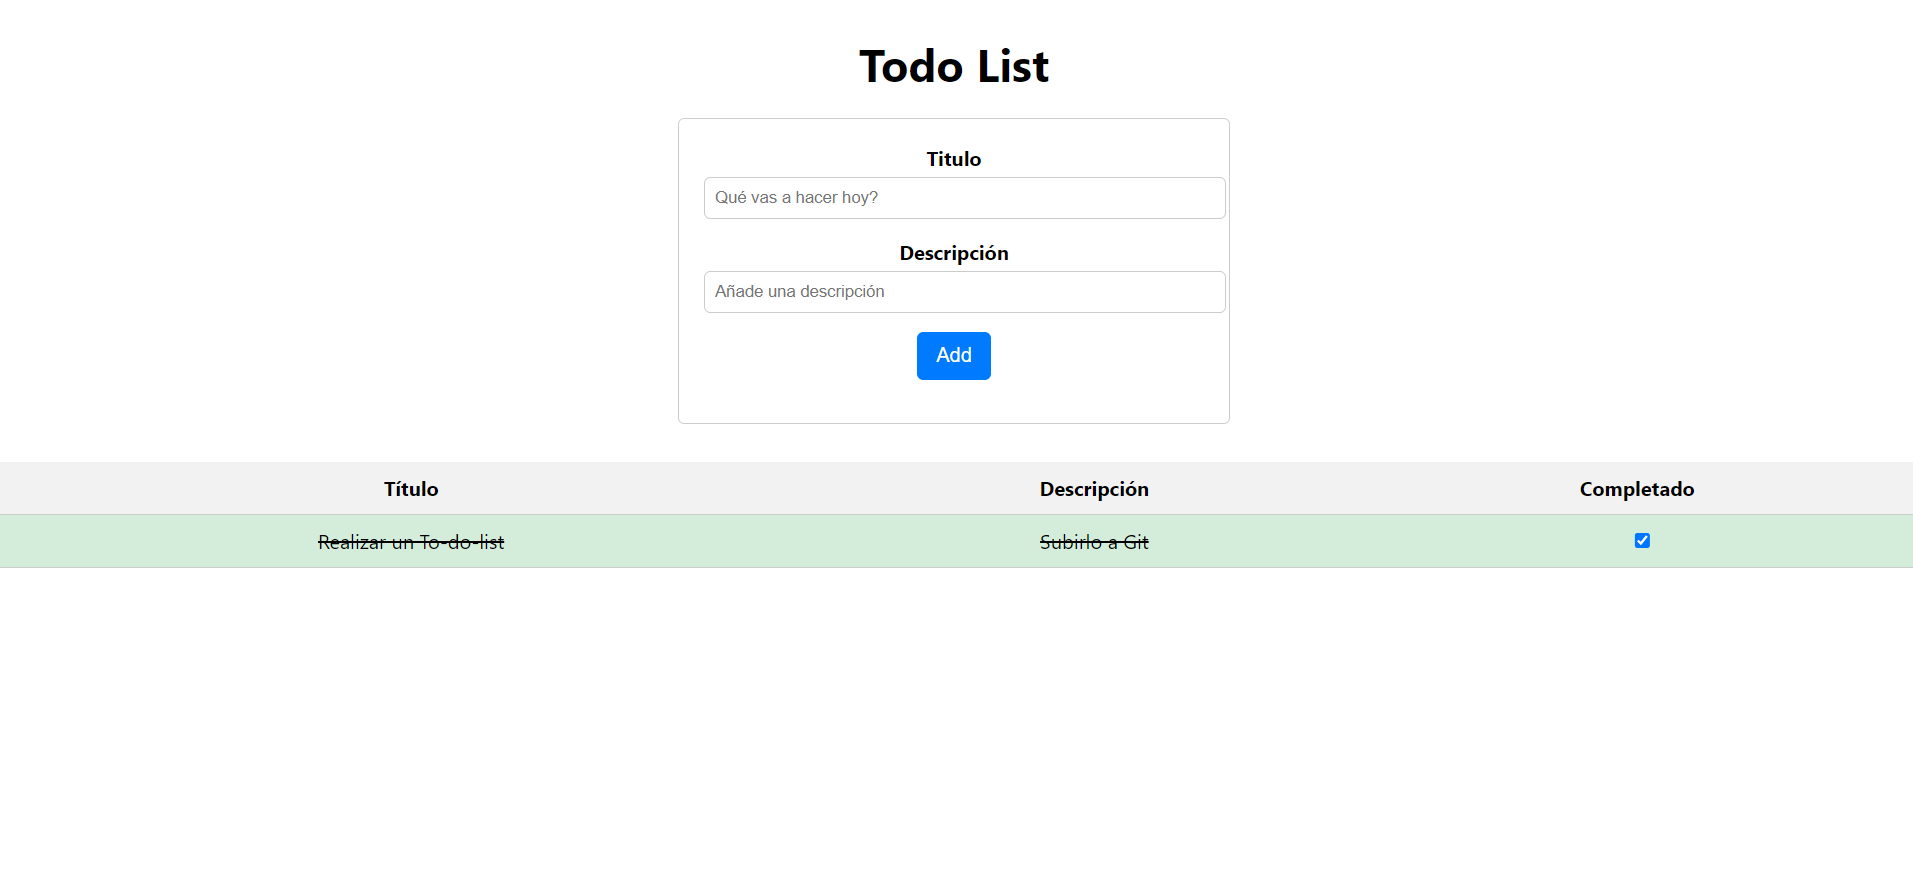 Todo List
Titulo
Qué vas a hacer hoy?
Descripción
Añade una descripción
Add
Título Descripción Completado
Realizar un To-do-list Subirlo a Git